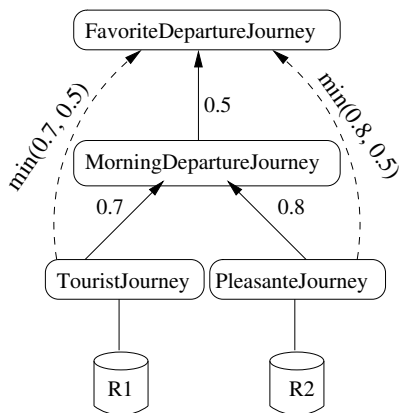 FavoriteDepartureJourney
min(0.7, 0.5)
min(0.8, 0.5)
0.5
MorningDepartureJourney
0.7
0.8
TouristJourney
PleasanteJourney
R1
R2